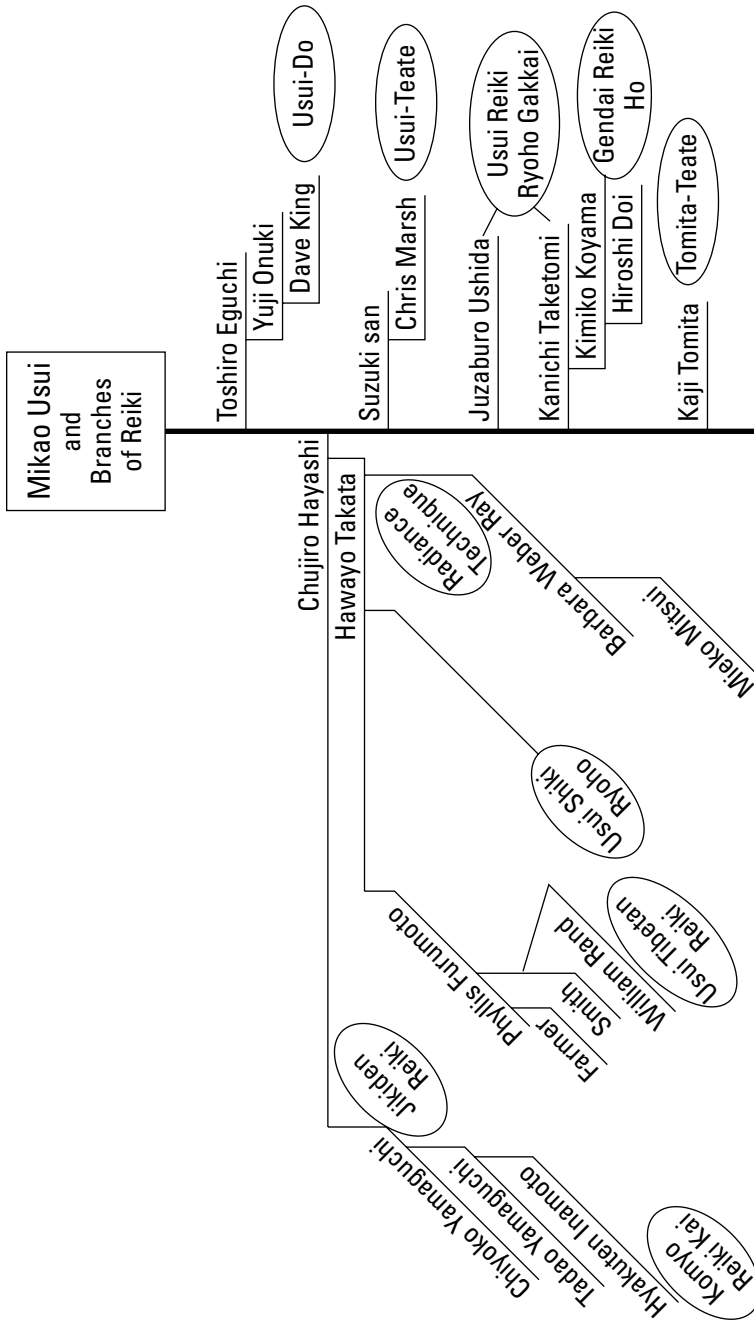 Mikao Usui
and
Branches
of Reiki
Toshiro Eguchi
Yuji Onuki
Dave King
Usui-Do
Suzuki san
Chris Marsh
Usui-Teate
Juzaburo Ushida
Usui Reiki
Ryoho Gakkai
Kanichi Taketomi
Kimiko Koyama
Hiroshi Doi
Gendai Reiki
Ho
Kaji Tomita
Tomita-Teate
Chujiro Hayashi
Hawayo Takata
Radiance
Technique
Barbara Weber Ray
Mieko Mitsui
Usui Shiki
Ryoho
Phyllis Furumoto
Farmer
Smith
William Rand
Usui Tibetan
Reiki
Jikiden
Reiki
Chiyoko Yamaguchi
Tadao Yamaguchi
Hyakuten Inamoto
Komyo
Reiki Kai